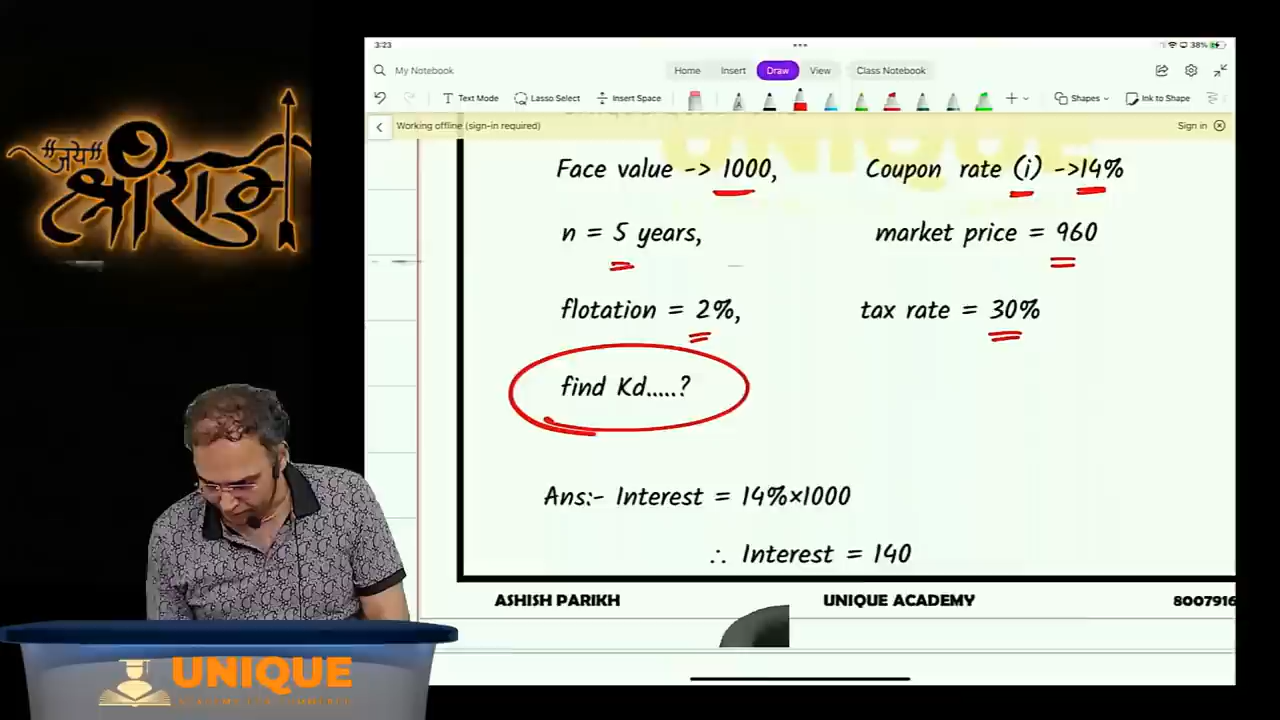 3:23
38%
My Notebook
Home Insert Draw View Class Notebook
Text Mode Lasso Select Insert Space Shapes Ink to Shape
Working offline (sign-in required) Sign in
UNIQUE
Face value -> 1000, Coupon rate (i) ->14%
n = 5 years, market price = 960
flotation = 2%, tax rate = 30%
find Kd.....?
Ans:- Interest = 14%×1000
∴ Interest = 140
ASHISH PARIKH UNIQUE ACADEMY 8007916
"जय"
श्रीराम
UNIQUE